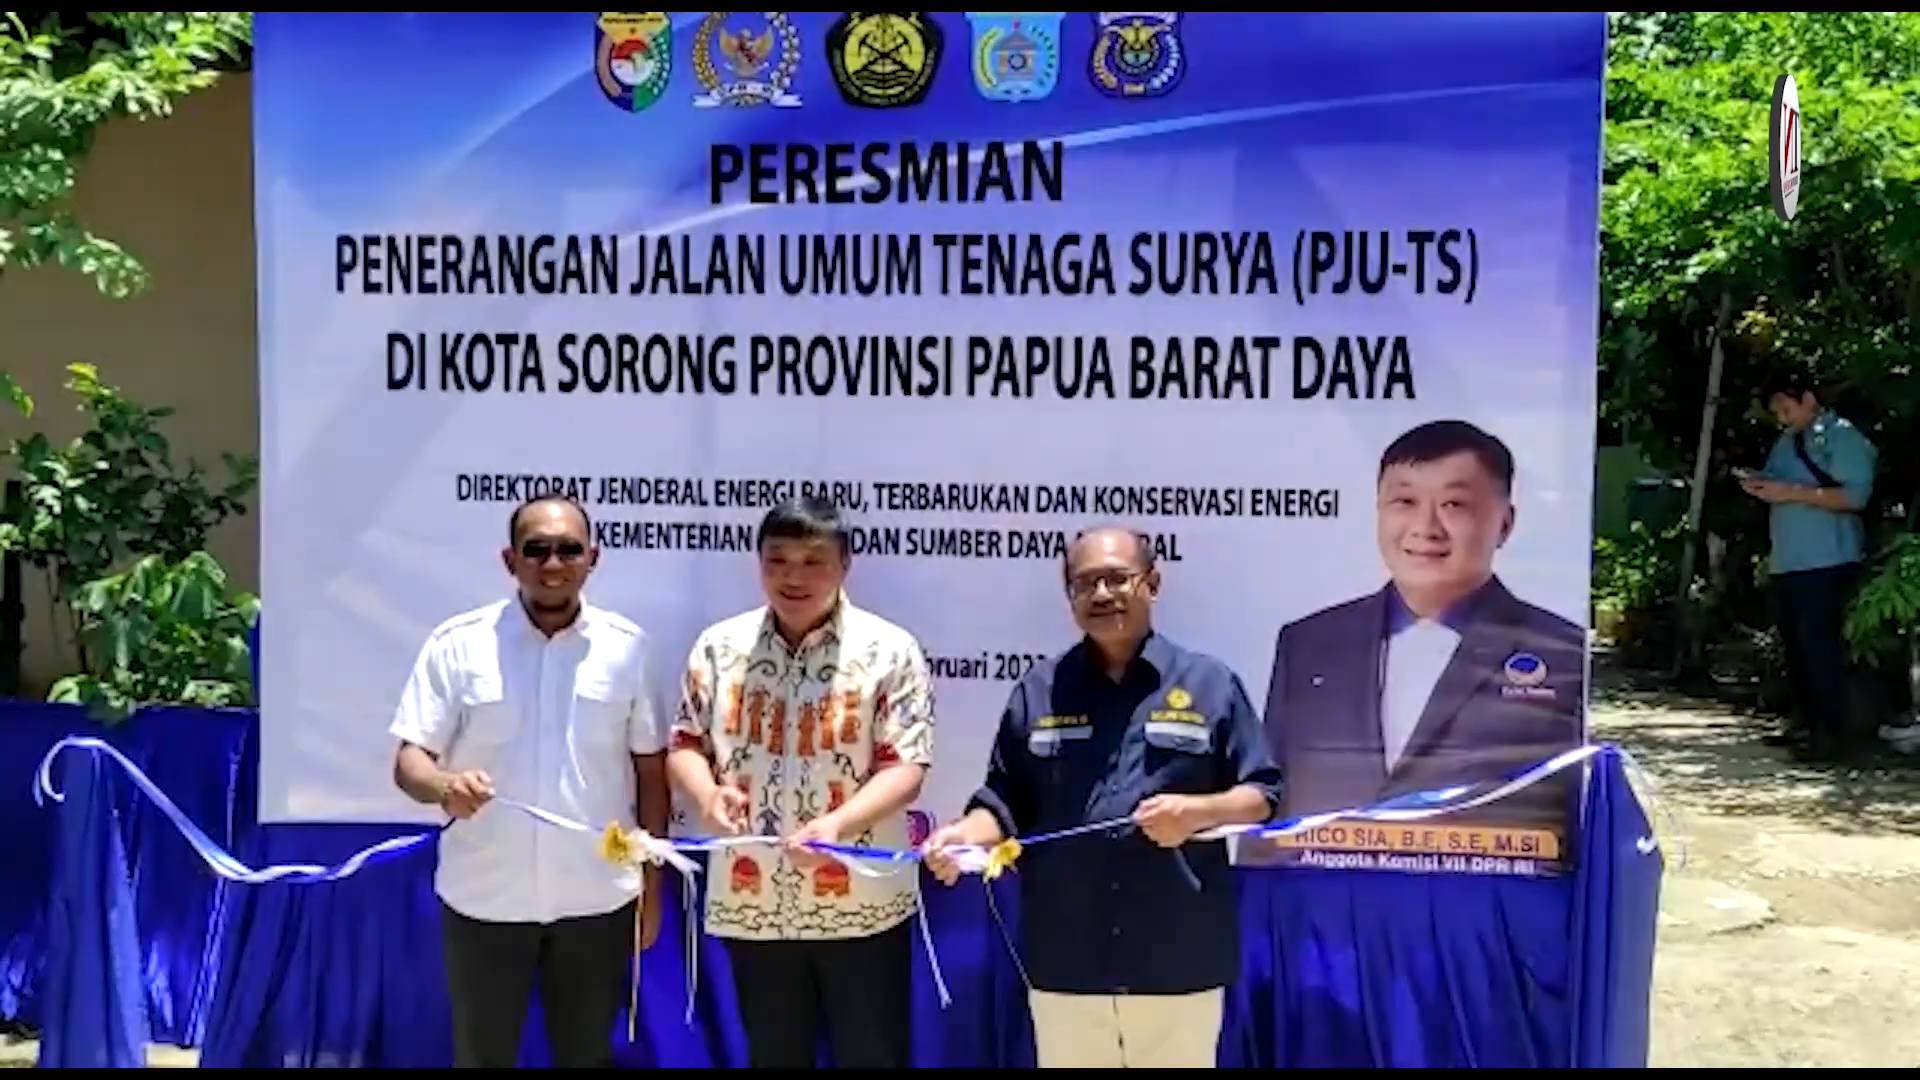 PERESMIAN
PENERANGAN JALAN UMUM TENAGA SURYA (PJU-TS)
DI KOTA SORONG PROVINSI PAPUA BARAT DAYA
DIREKTORAT JENDERAL ENERGI BARU, TERBARUKAN DAN KONSERVASI ENERGI
KEMENTERIAN DAN SUMBER DAYA
RICO SIA, B.E, S.E, M.SI
Anggota Komisi VII DPR RI